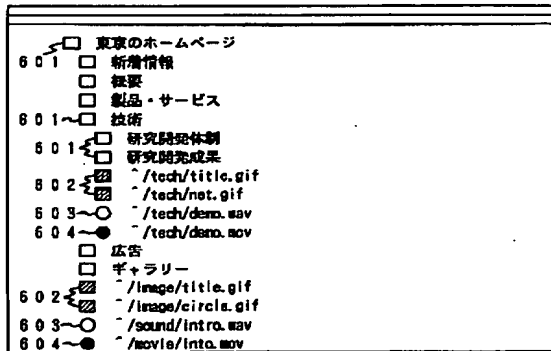 東京のホームページ
601 新着情報
概要
製品・サービス
601 技術
601 研究開発体制
研究開発成果
602 ^/tech/title.gif
^/tech/net.gif
603 ^/tech/demo.wav
604 ^/tech/demo.mov
広告
ギャラリー
602 ^/image/title.gif
^/image/circle.gif
603 ^/sound/intro.wav
604 ^/movie/into.mov